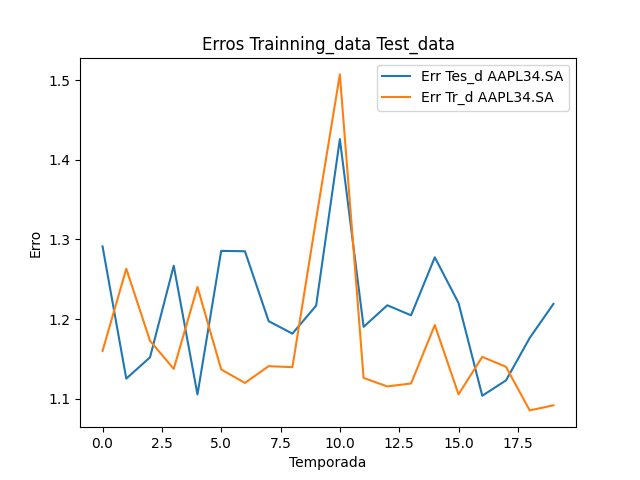 Erros Trainning_data Test_data
Err Tes_d AAPL34.SA
Err Tr_d AAPL34.SA
1.5
1.4
1.3
1.2
1.1
Erro
0.0 2.5 5.0 7.5 10.0 12.5 15.0 17.5
Temporada